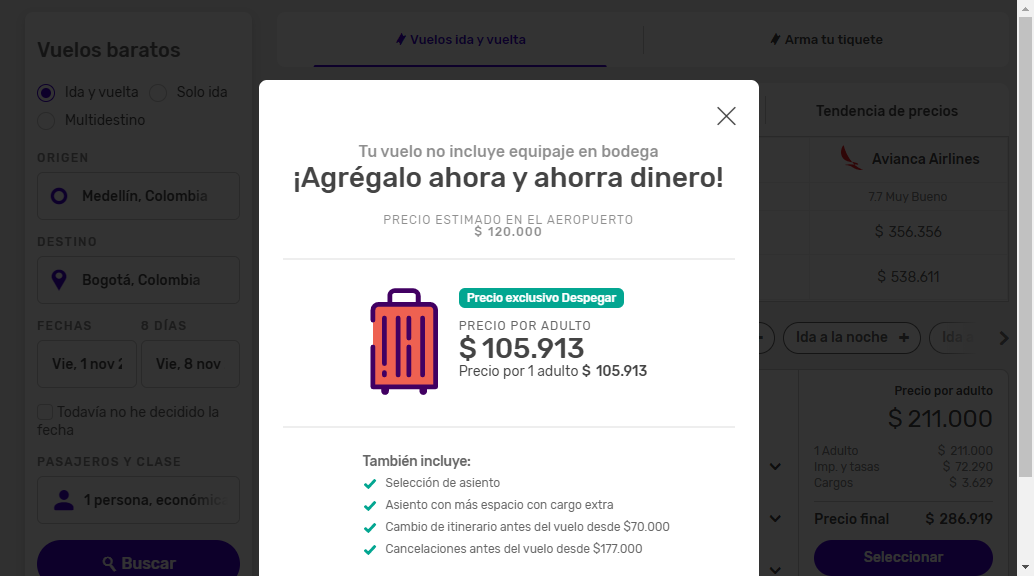 Vuelos baratos
Ida y vuelta
Solo ida
Multidestino
ORIGEN
Medellín, Colombia
DESTINO
Bogotá, Colombia
FECHAS
8 DÍAS
Vie, 1 nov
Vie, 8 nov
Todavía no he decidido la
fecha
PASAJEROS Y CLASE
1 persona, económica
Buscar
Vuelos ida y vuelta
Arma tu tiquete
Tu vuelo no incluye equipaje en bodega
¡Agrégalo ahora y ahorra dinero!
PRECIO ESTIMADO EN EL AEROPUERTO
$ 120.000
Precio exclusivo Despegar
PRECIO POR ADULTO
$ 105.913
Precio por 1 adulto $ 105.913
También incluye:
Selección de asiento
Asiento con más espacio con cargo extra
Cambio de itinerario antes del vuelo desde $70.000
Cancelaciones antes del vuelo desde $177.000
Tendencia de precios
Avianca Airlines
7.7 Muy Bueno
$ 356.356
$ 538.611
Ida a la noche +
Ida a
Precio por adulto
$ 211.000
1 Adulto $ 211.000
Imp. y tasas $ 72.290
Cargos $ 3.629
Precio final $ 286.919
Seleccionar